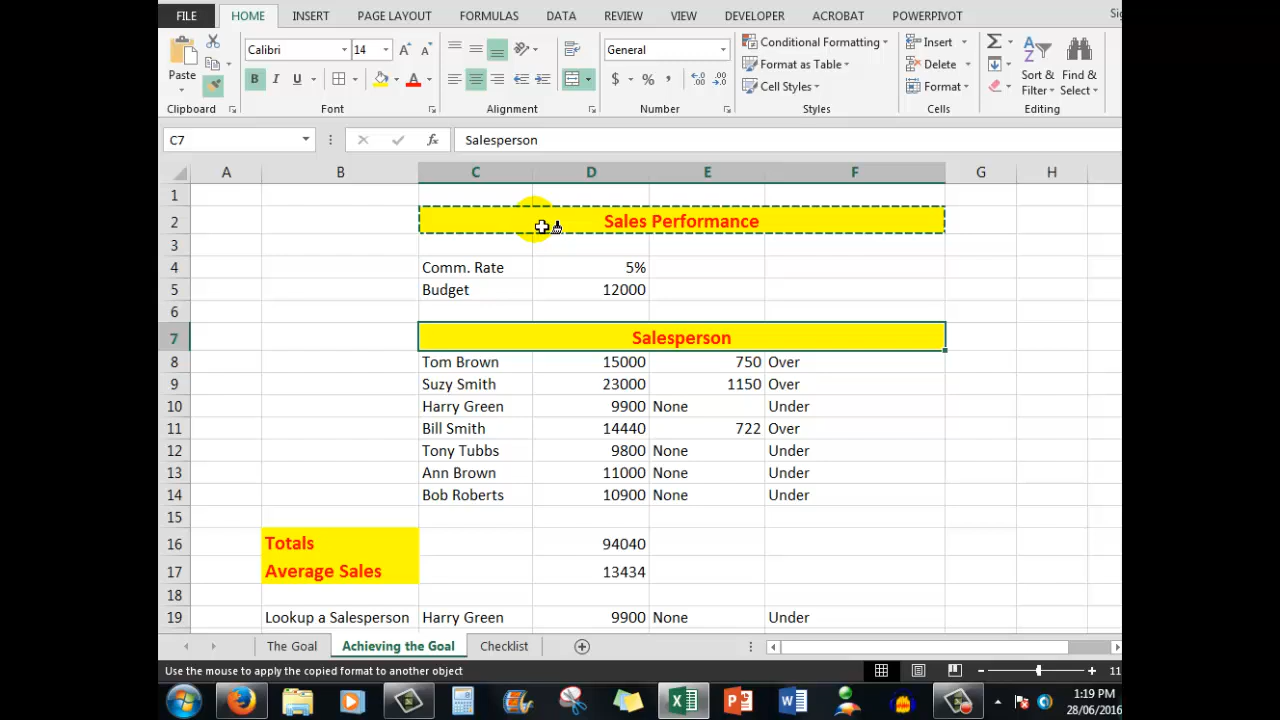 FILE HOME INSERT PAGE LAYOUT FORMULAS DATA REVIEW VIEW DEVELOPER ACROBAT POWERPIVOT
Paste
Clipboard
Calibri 14
B I U A
Font
Alignment
General
$ % ,
Number
Conditional Formatting
Format as Table
Cell Styles
Styles
Insert
Delete
Format
Cells
Σ
Sort & Filter
Find & Select
Editing
C7 fx Salesperson
A B C D E F G H
1
2 Sales Performance
3
4 Comm. Rate 5%
5 Budget 12000
6
7 Salesperson
8 Tom Brown 15000 750 Over
9 Suzy Smith 23000 1150 Over
10 Harry Green 9900 None Under
11 Bill Smith 14440 722 Over
12 Tony Tubbs 9800 None Under
13 Ann Brown 11000 None Under
14 Bob Roberts 10900 None Under
15
16 Totals 94040
17 Average Sales 13434
18
19 Lookup a Salesperson Harry Green 9900 None Under
The Goal Achieving the Goal Checklist
Use the mouse to apply the copied format to another object
1:19 PM
28/06/2016